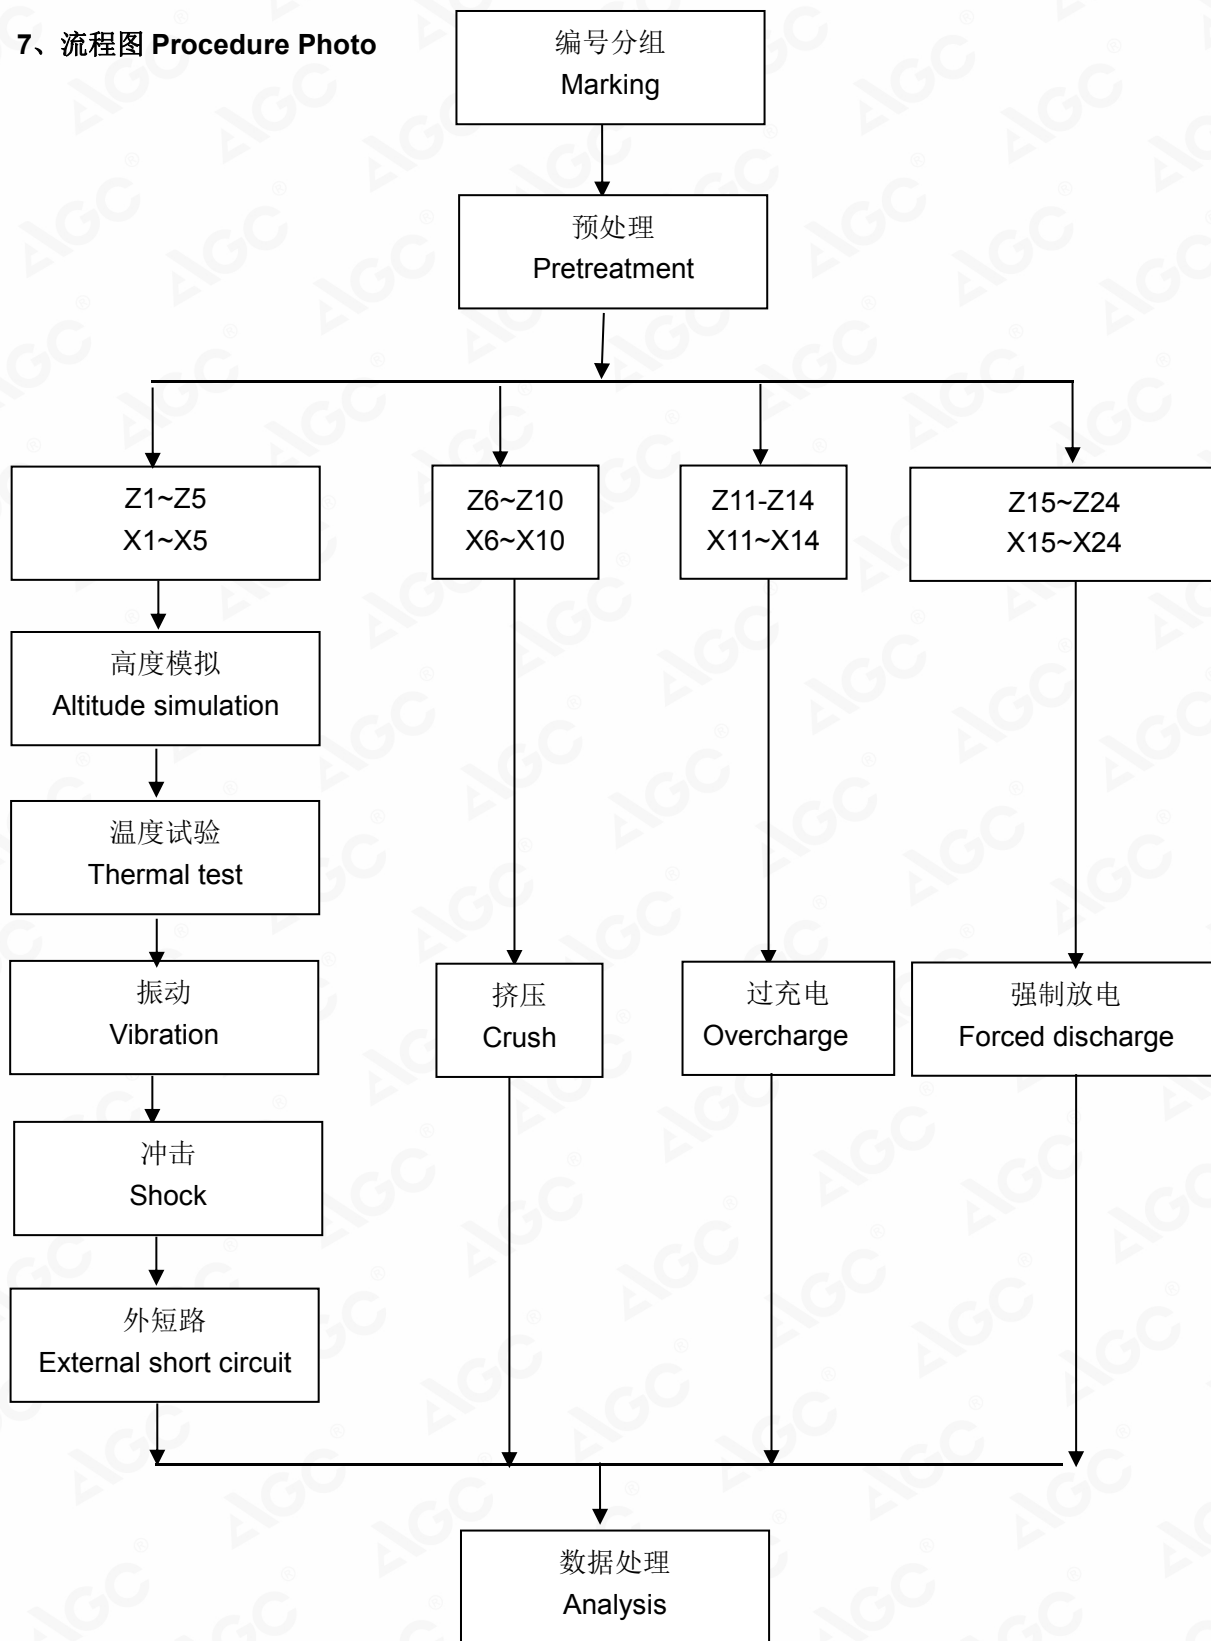 7、流程图 Procedure Photo
编号分组
Marking
预处理
Pretreatment
Z1~Z5
X1~X5
Z6~Z10
X6~X10
Z11-Z14
X11~X14
Z15~Z24
X15~X24
高度模拟
Altitude simulation
温度试验
Thermal test
振动
Vibration
挤压
Crush
过充电
Overcharge
强制放电
Forced discharge
冲击
Shock
外短路
External short circuit
数据处理
Analysis